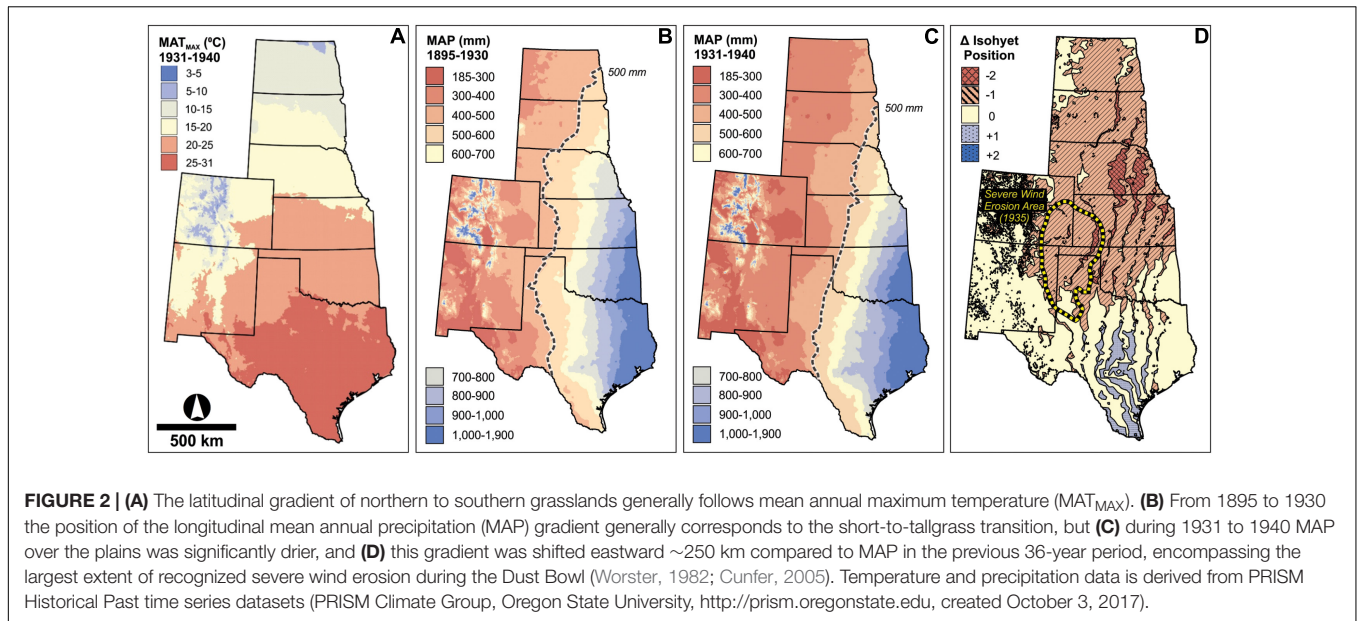 A
MAT_MAX (ºC)
1931-1940
3-5
5-10
10-15
15-20
20-25
25-31
500 km
B
MAP (mm)
1895-1930
185-300
300-400
400-500
500-600
600-700
500 mm
700-800
800-900
900-1,000
1,000-1,900
C
MAP (mm)
1931-1940
185-300
300-400
400-500
500-600
600-700
500 mm
700-800
800-900
900-1,000
1,000-1,900
D
Δ Isohyet
Position
-2
-1
0
+1
+2
Severe Wind
Erosion Area
(1935)
FIGURE 2 | (A) The latitudinal gradient of northern to southern grasslands generally follows mean annual maximum temperature (MAT_MAX). (B) From 1895 to 1930
the position of the longitudinal mean annual precipitation (MAP) gradient generally corresponds to the short-to-tallgrass transition, but (C) during 1931 to 1940 MAP
over the plains was significantly drier, and (D) this gradient was shifted eastward ∼250 km compared to MAP in the previous 36-year period, encompassing the
largest extent of recognized severe wind erosion during the Dust Bowl (Worster, 1982; Cunfer, 2005). Temperature and precipitation data is derived from PRISM
Historical Past time series datasets (PRISM Climate Group, Oregon State University, http://prism.oregonstate.edu, created October 3, 2017).